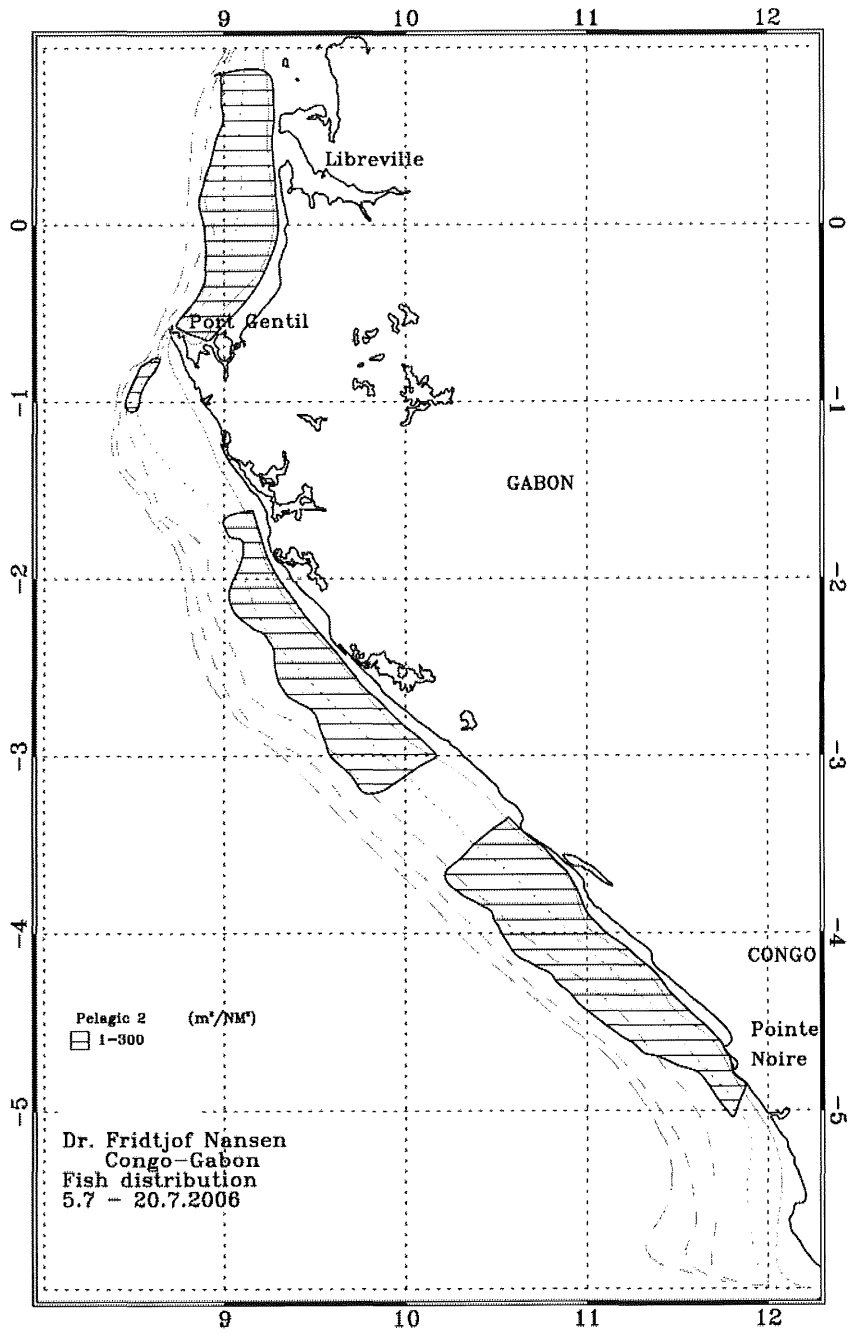 9 10 11 12
Libreville
0 0
Port Gentil
-1 -1
GABON
-2 -2
-3 -3
-4 -4
CONGO
Pelagic 2 (m²/NM²)
1-300
Pointe
Noire
-5 -5
Dr. Fridtjof Nansen
Congo-Gabon
Fish distribution
5.7 - 20.7.2006
9 10 11 12